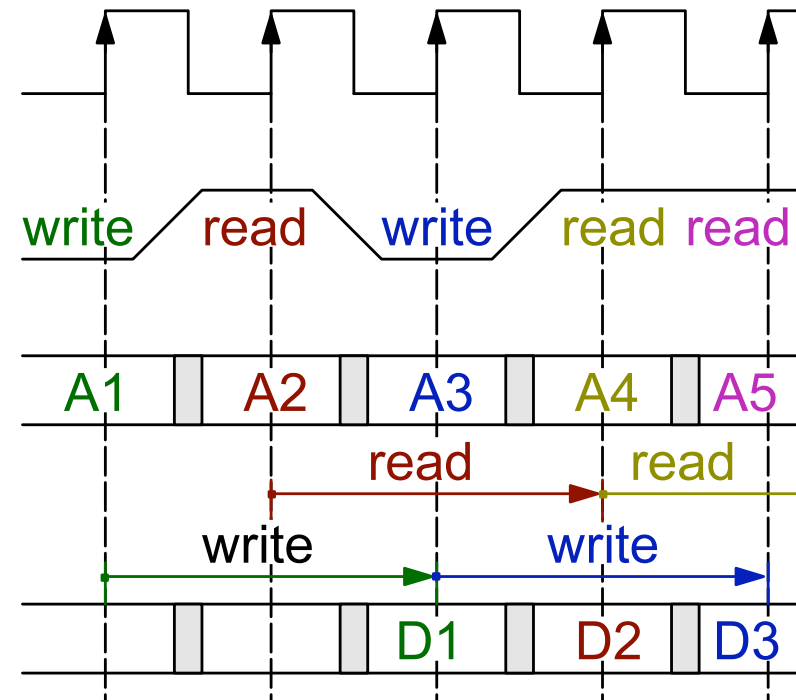 write read write read read
A1 A2 A3 A4 A5
read read
write write
D1 D2 D3